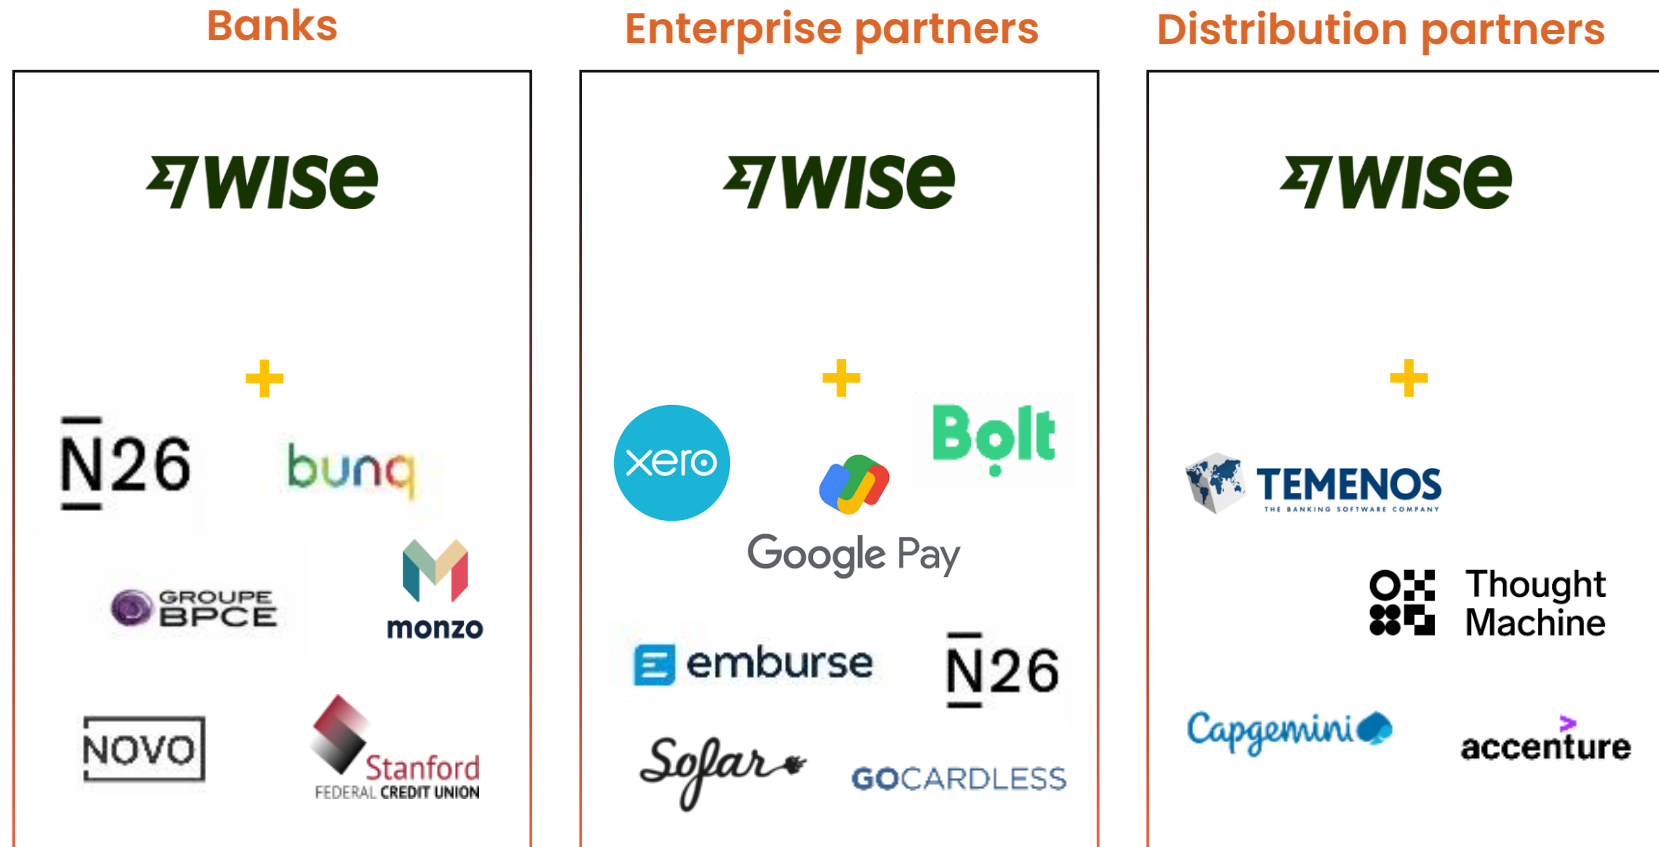 Banks
Enterprise partners
Distribution partners
WISE
WISE
WISE
+
+
+
N26
bunq
GROUPE
BPCE
monzo
NOVO
Stanford
FEDERAL CREDIT UNION
xero
Bolt
Google Pay
emburse
N26
Sofar
GOCARDLESS
TEMENOS
THE BANKING SOFTWARE COMPANY
Thought
Machine
Capgemini
accenture